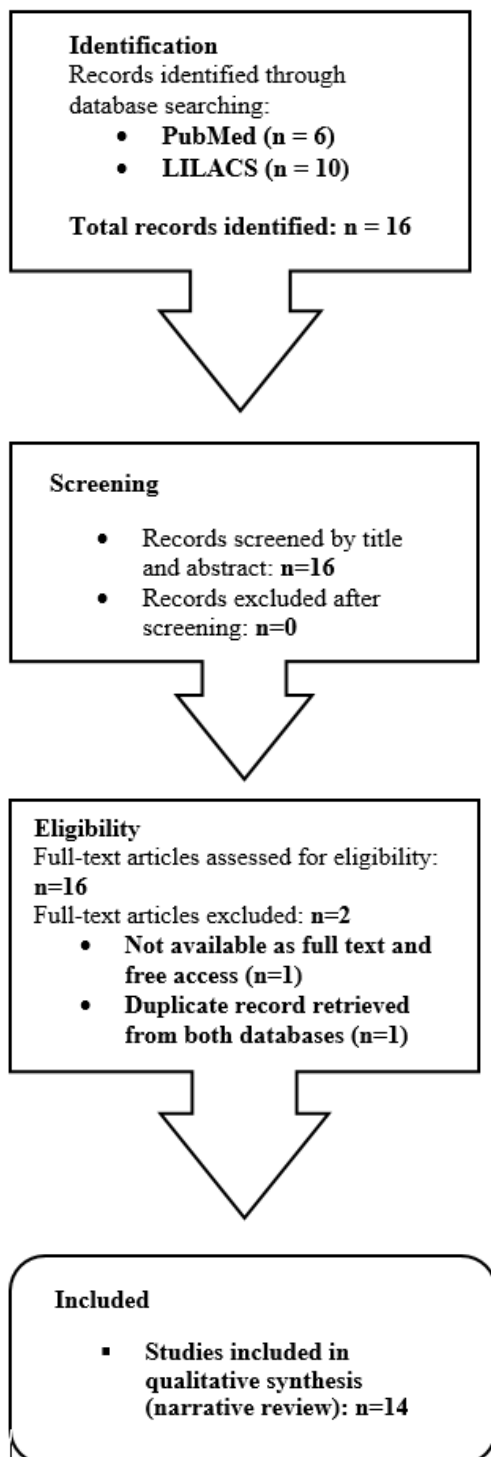 Identification
Records identified through
database searching:
• PubMed (n = 6)
• LILACS (n = 10)
Total records identified: n = 16
Screening
• Records screened by title
and abstract: n=16
• Records excluded after
screening: n=0
Eligibility
Full-text articles assessed for eligibility:
n=16
Full-text articles excluded: n=2
• Not available as full text and
free access (n=1)
• Duplicate record retrieved
from both databases (n=1)
Included
▪ Studies included in
qualitative synthesis
(narrative review): n=14